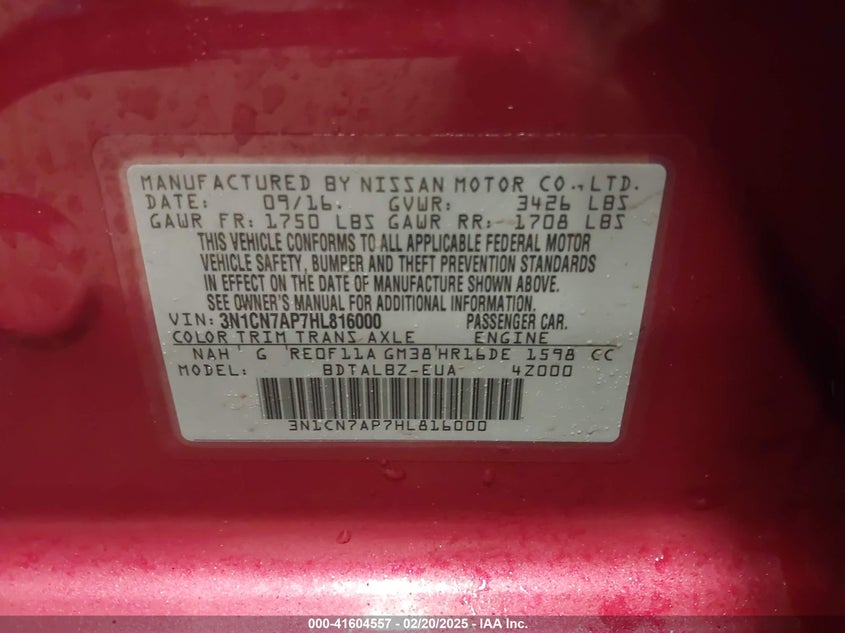 MANUFACTURED BY NISSAN MOTOR CO.,LTD.
DATE: 09/16. GVWR: 3426 LBS
GAWR FR: 1750 LBS GAWR RR: 1708 LBS
THIS VEHICLE CONFORMS TO ALL APPLICABLE FEDERAL MOTOR
VEHICLE SAFETY, BUMPER AND THEFT PREVENTION STANDARDS
IN EFFECT ON THE DATE OF MANUFACTURE SHOWN ABOVE.
SEE OWNER'S MANUAL FOR ADDITIONAL INFORMATION.
VIN: 3N1CN7AP7HL816000 PASSENGER CAR.
COLOR TRIM TRANS AXLE ENGINE
NAH G RE0F11A GM38 HR16DE 1598 CC
MODEL: BDTALBZ-EUA 4Z000
3N1CN7AP7HL816000
000-41604557 — 02/20/2025 — IAA Inc.